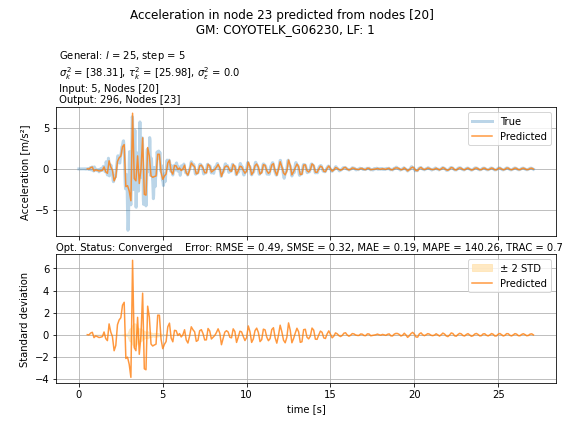 Acceleration in node 23 predicted from nodes [20]
GM: COYOTELK_G06230, LF: 1
General: l = 25, step = 5
σ²ₖ = [38.31], τ²ₖ = [25.98], σ²ε = 0.0
Input: 5, Nodes [20]
Output: 296, Nodes [23]
True
Predicted
Acceleration [m/s²]
5
0
−5
Opt. Status: Converged Error: RMSE = 0.49, SMSE = 0.32, MAE = 0.19, MAPE = 140.26, TRAC = 0.7
± 2 STD
Predicted
Standard deviation
6
4
2
0
−2
−4
0 5 10 15 20 25
time [s]